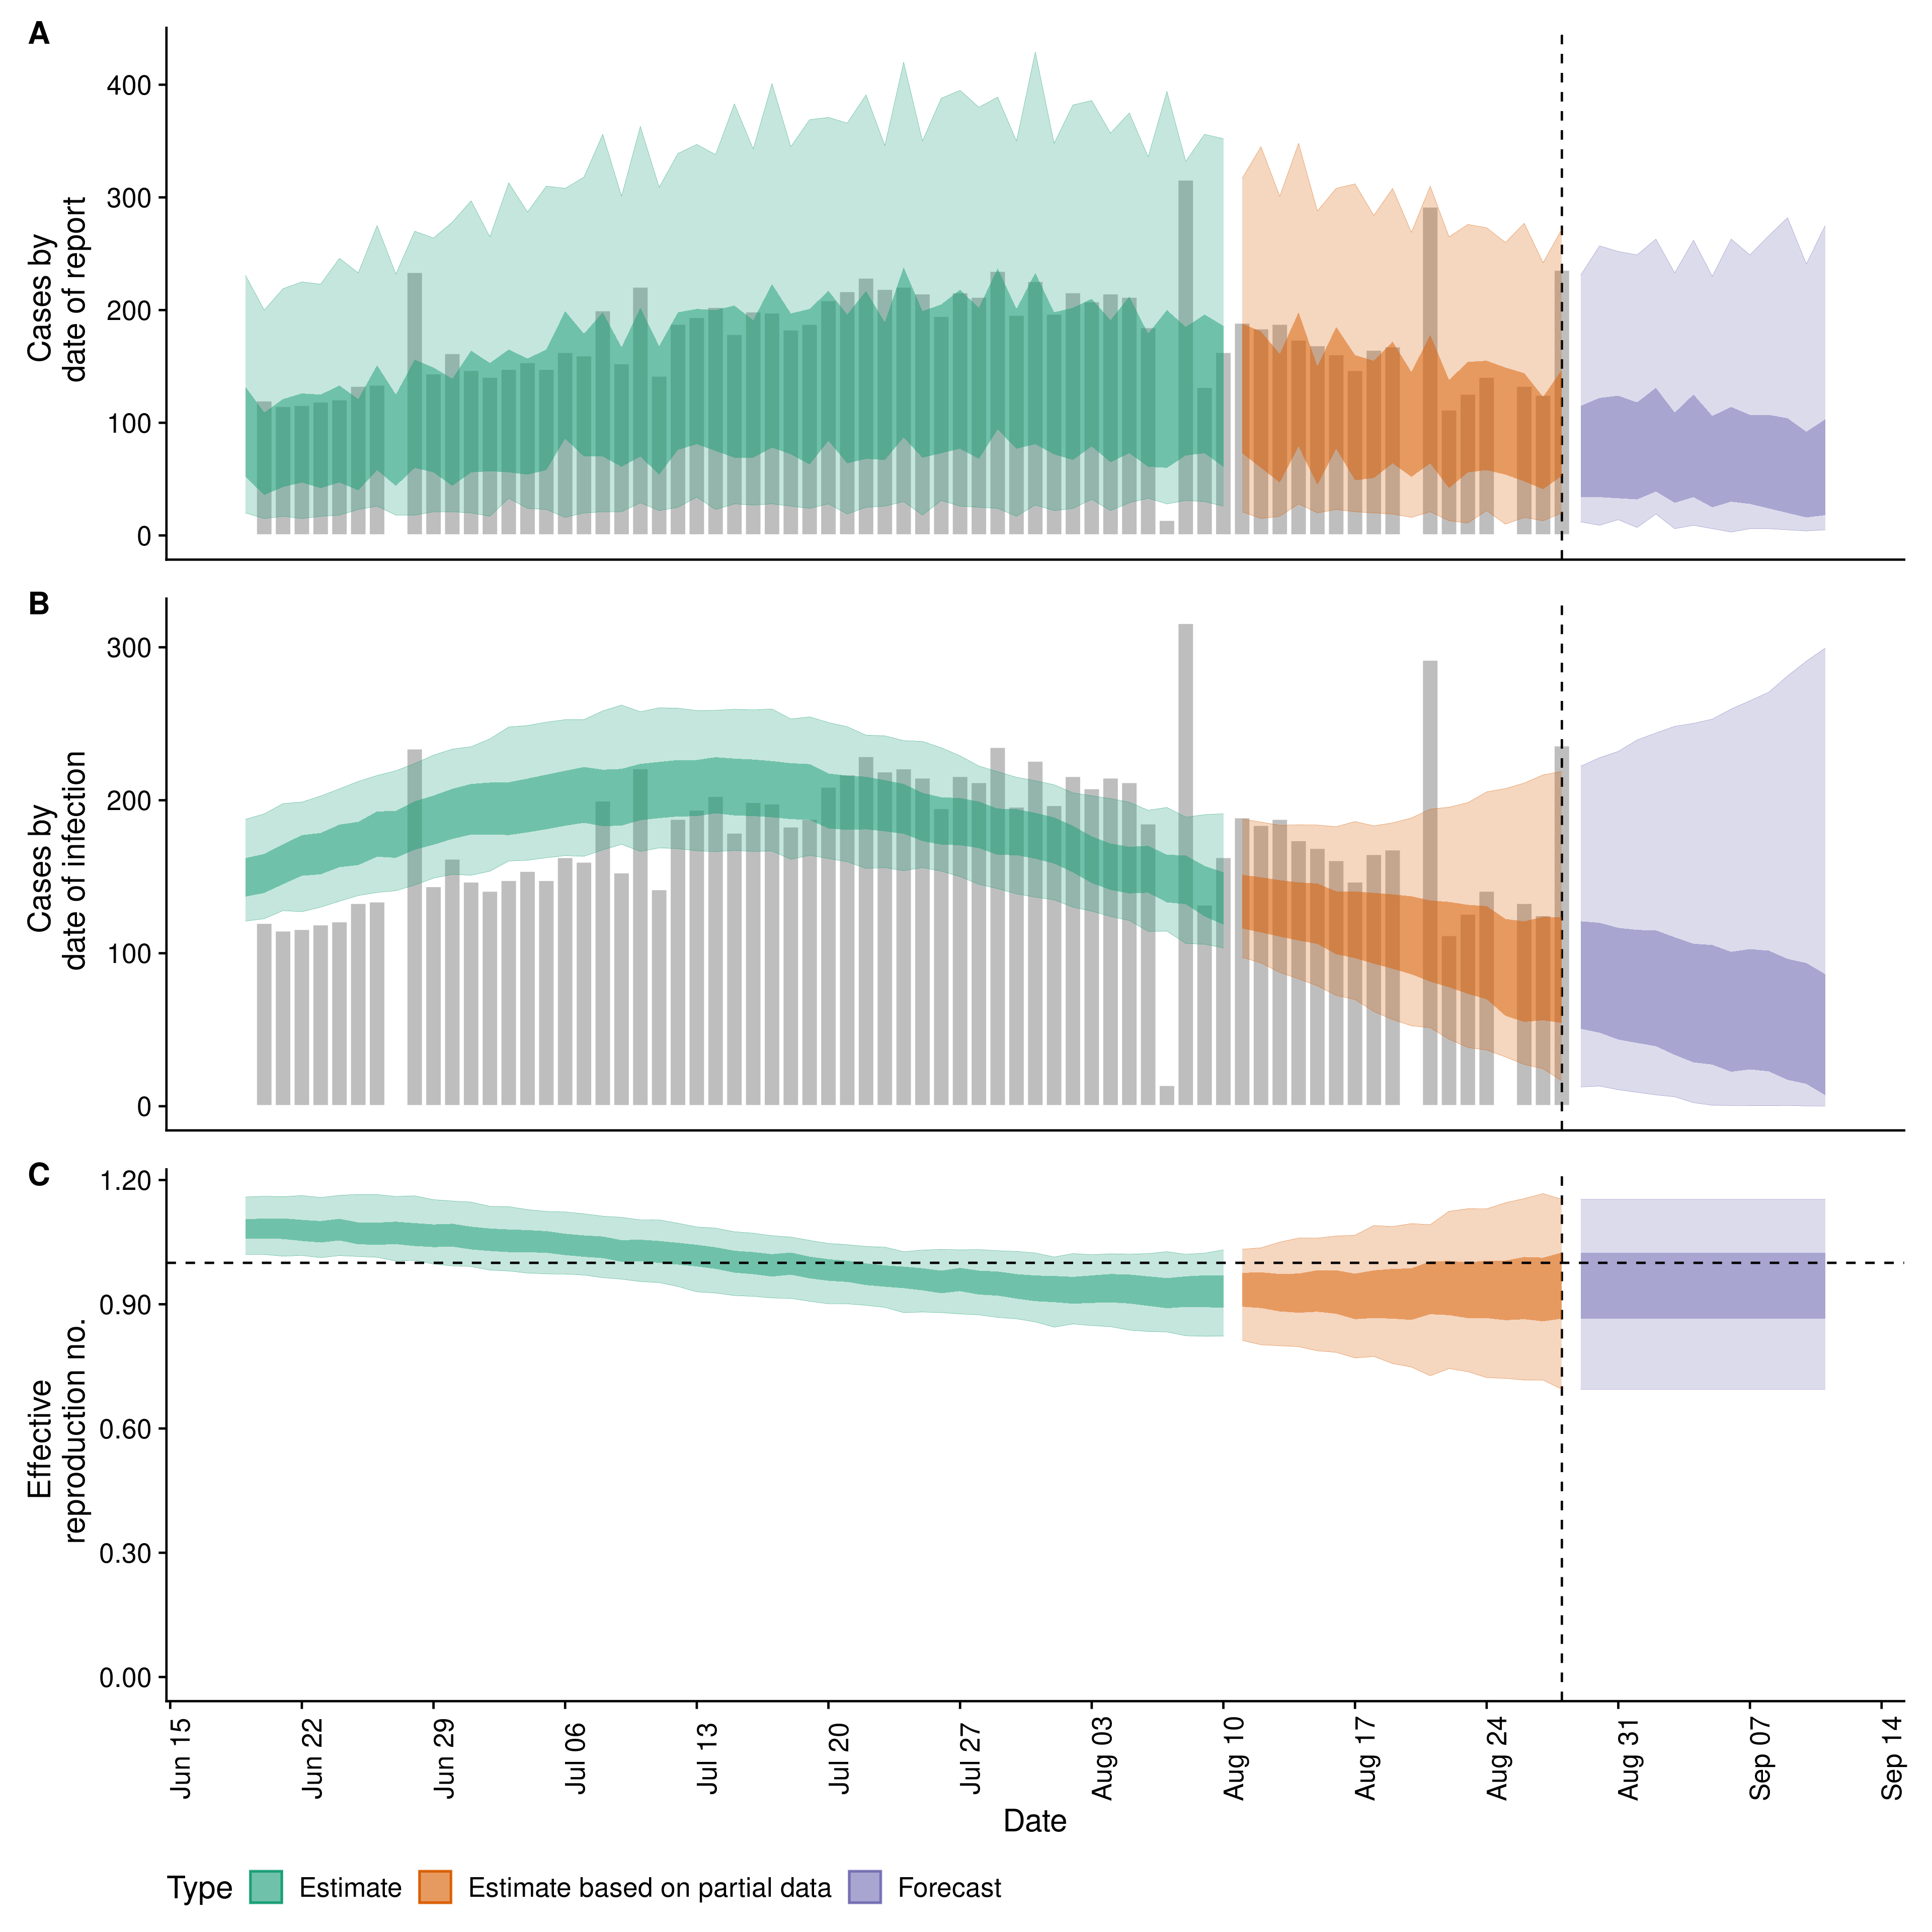 A
Cases by
date of report
400
300
200
100
0
B
Cases by
date of infection
300
200
100
0
C
Effective
reproduction no.
1.20
0.90
0.60
0.30
0.00
Jun 15
Jun 22
Jun 29
Jul 06
Jul 13
Jul 20
Jul 27
Aug 03
Aug 10
Aug 17
Aug 24
Aug 31
Sep 07
Sep 14
Date
Type Estimate Estimate based on partial data Forecast